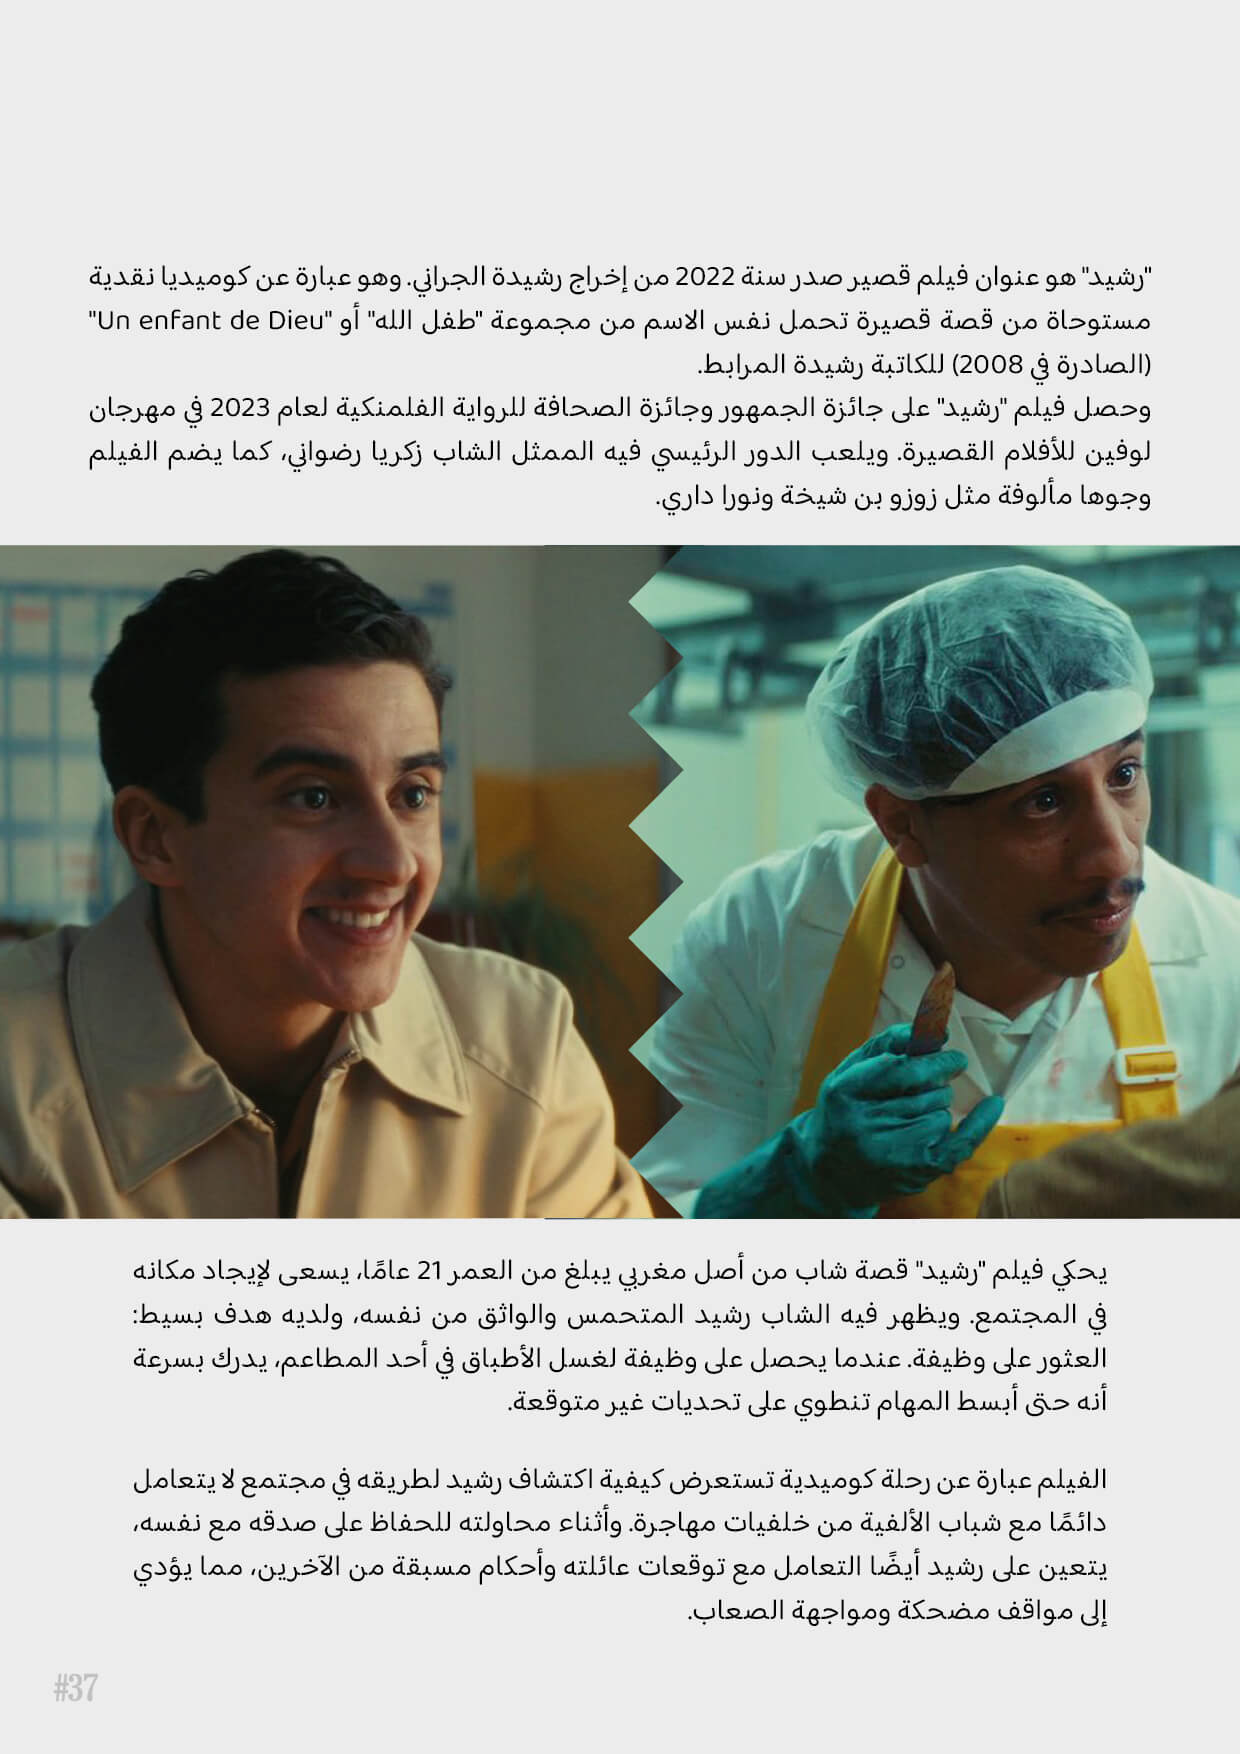 "رشيد" هو عنوان فيلم قصير صدر سنة 2022 من إخراج رشيدة الجراني. وهو عبارة عن كوميديا نقدية
مستوحاة من قصة قصيرة تحمل نفس الاسم من مجموعة "طفل الله" أو "Un enfant de Dieu"
(الصادرة في 2008) للكاتبة رشيدة المرابط.
وحصل فيلم "رشيد" على جائزة الجمهور وجائزة الصحافة للرواية الفلمنكية لعام 2023 في مهرجان
لوفين للأفلام القصيرة. ويلعب الدور الرئيسي فيه الممثل الشاب زكريا رضواني، كما يضم الفيلم
وجوها مألوفة مثل زوزو بن شيخة ونورا داري.
يحكي فيلم "رشيد" قصة شاب من أصل مغربي يبلغ من العمر 21 عامًا، يسعى لإيجاد مكانه
في المجتمع. ويظهر فيه الشاب رشيد المتحمس والواثق من نفسه، ولديه هدف بسيط:
العثور على وظيفة. عندما يحصل على وظيفة لغسل الأطباق في أحد المطاعم، يدرك بسرعة
أنه حتى أبسط المهام تنطوي على تحديات غير متوقعة.
الفيلم عبارة عن رحلة كوميدية تستعرض كيفية اكتشاف رشيد لطريقه في مجتمع لا يتعامل
دائمًا مع شباب الألفية من خلفيات مهاجرة. وأثناء محاولته للحفاظ على صدقه مع نفسه،
يتعين على رشيد أيضًا التعامل مع توقعات عائلته وأحكام مسبقة من الآخرين، مما يؤدي
إلى مواقف مضحكة ومواجهة الصعاب.
#37